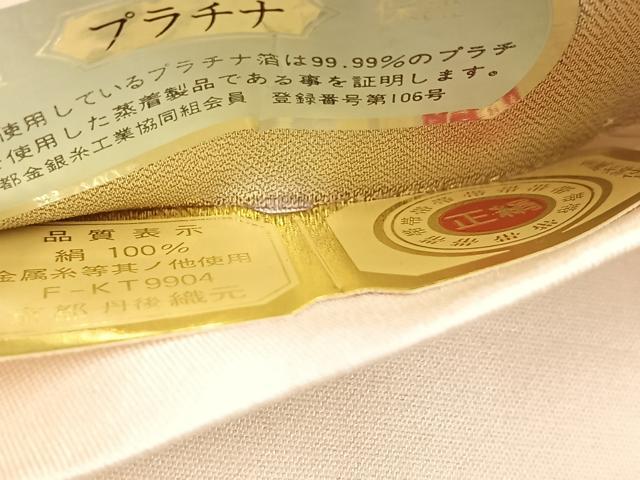 プラチナ
使用しているプラチナ箔は99.99%のプラチ
使用した蒸着製品である事を証明します。
都金銀糸工業協同組合会員 登録番号第106号
品質表示
絹 100%
金属糸等其ノ他使用
F-KT9904
京都 丹後織元
正絹